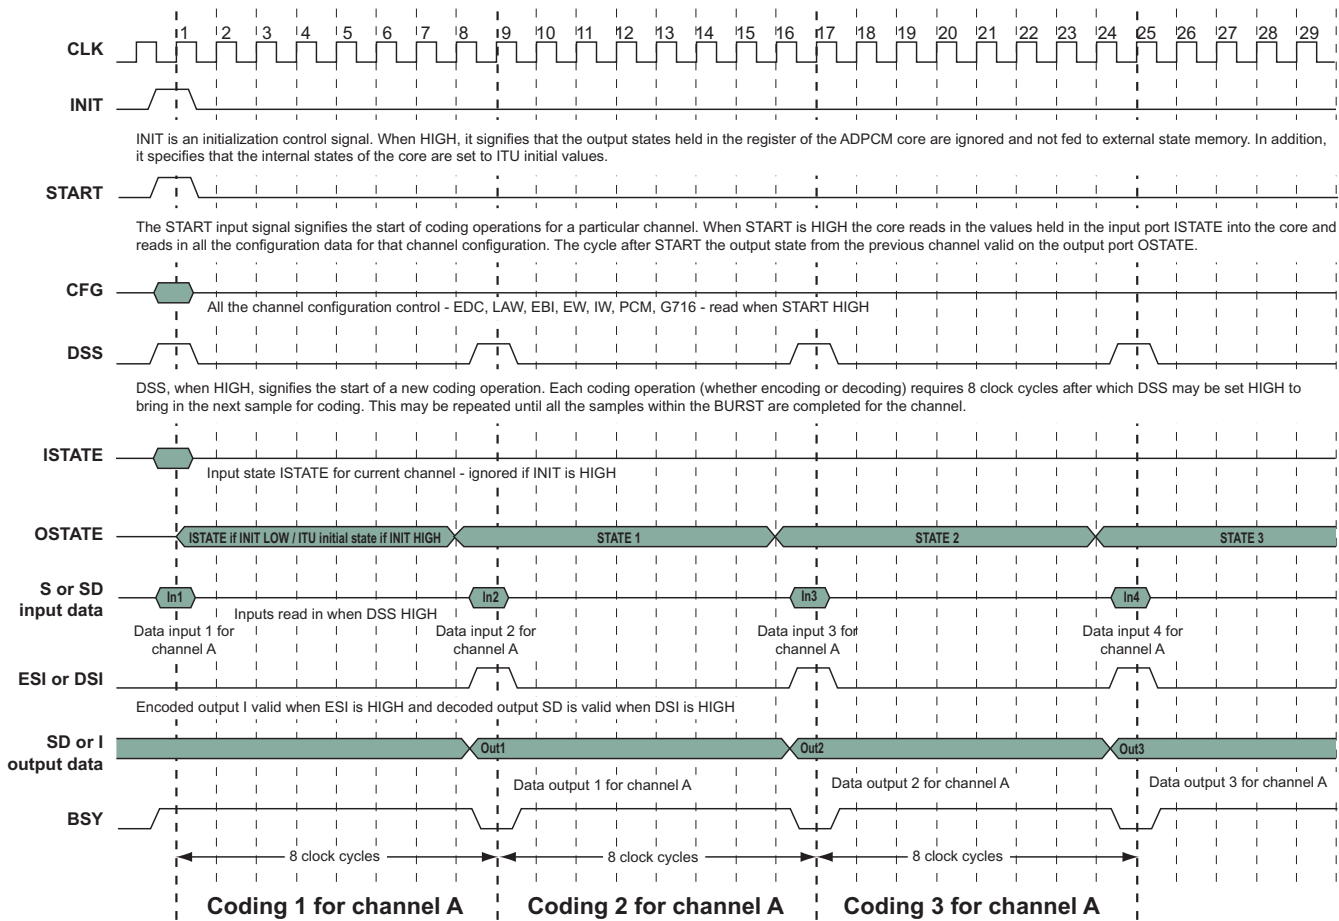 CLK
1 2 3 4 5 6 7 8 9 10 11 12 13 14 15 16 17 18 19 20 21 22 23 24 25 26 27 28 29
INIT
INIT is an initialization control signal. When HIGH, it signifies that the output states held in the register of the ADPCM core are ignored and not fed to external state memory. In addition,
it specifies that the internal states of the core are set to ITU initial values.
START
The START input signal signifies the start of coding operations for a particular channel. When START is HIGH the core reads in the values held in the input port ISTATE into the core and
reads in all the configuration data for that channel configuration. The cycle after START the output state from the previous channel valid on the output port OSTATE.
CFG
All the channel configuration control - EDC, LAW, EBI, EW, IW, PCM, G716 - read when START HIGH
DSS
DSS, when HIGH, signifies the start of a new coding operation. Each coding operation (whether encoding or decoding) requires 8 clock cycles after which DSS may be set HIGH to
bring in the next sample for coding. This may be repeated until all the samples within the BURST are completed for the channel.
ISTATE
Input state ISTATE for current channel - ignored if INIT is HIGH
OSTATE
ISTATE if INIT LOW / ITU initial state if INIT HIGH STATE 1 STATE 2 STATE 3
S or SD
input data
In1 In2 In3 In4
Inputs read in when DSS HIGH
Data input 1 for
channel A
Data input 2 for
channel A
Data input 3 for
channel A
Data input 4 for
channel A
ESI or DSI
Encoded output I valid when ESI is HIGH and decoded output SD is valid when DSI is HIGH
SD or I
output data
Out1 Out2 Out3
Data output 1 for channel A
Data output 2 for channel A
Data output 3 for channel A
BSY
8 clock cycles 8 clock cycles 8 clock cycles
Coding 1 for channel A Coding 2 for channel A Coding 3 for channel A